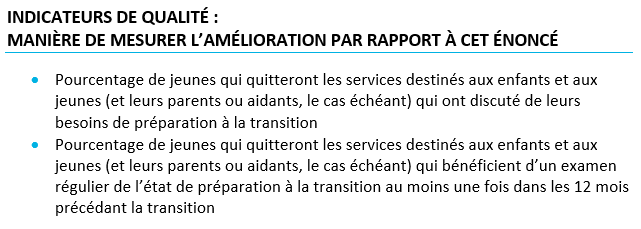 INDICATEURS DE QUALITÉ :
MANIÈRE DE MESURER L’AMÉLIORATION PAR RAPPORT À CET ÉNONCÉ
• Pourcentage de jeunes qui quitteront les services destinés aux enfants et aux
jeunes (et leurs parents ou aidants, le cas échéant) qui ont discuté de leurs
besoins de préparation à la transition
• Pourcentage de jeunes qui quitteront les services destinés aux enfants et aux
jeunes (et leurs parents ou aidants, le cas échéant) qui bénéficient d’un examen
régulier de l’état de préparation à la transition au moins une fois dans les 12 mois
précédant la transition